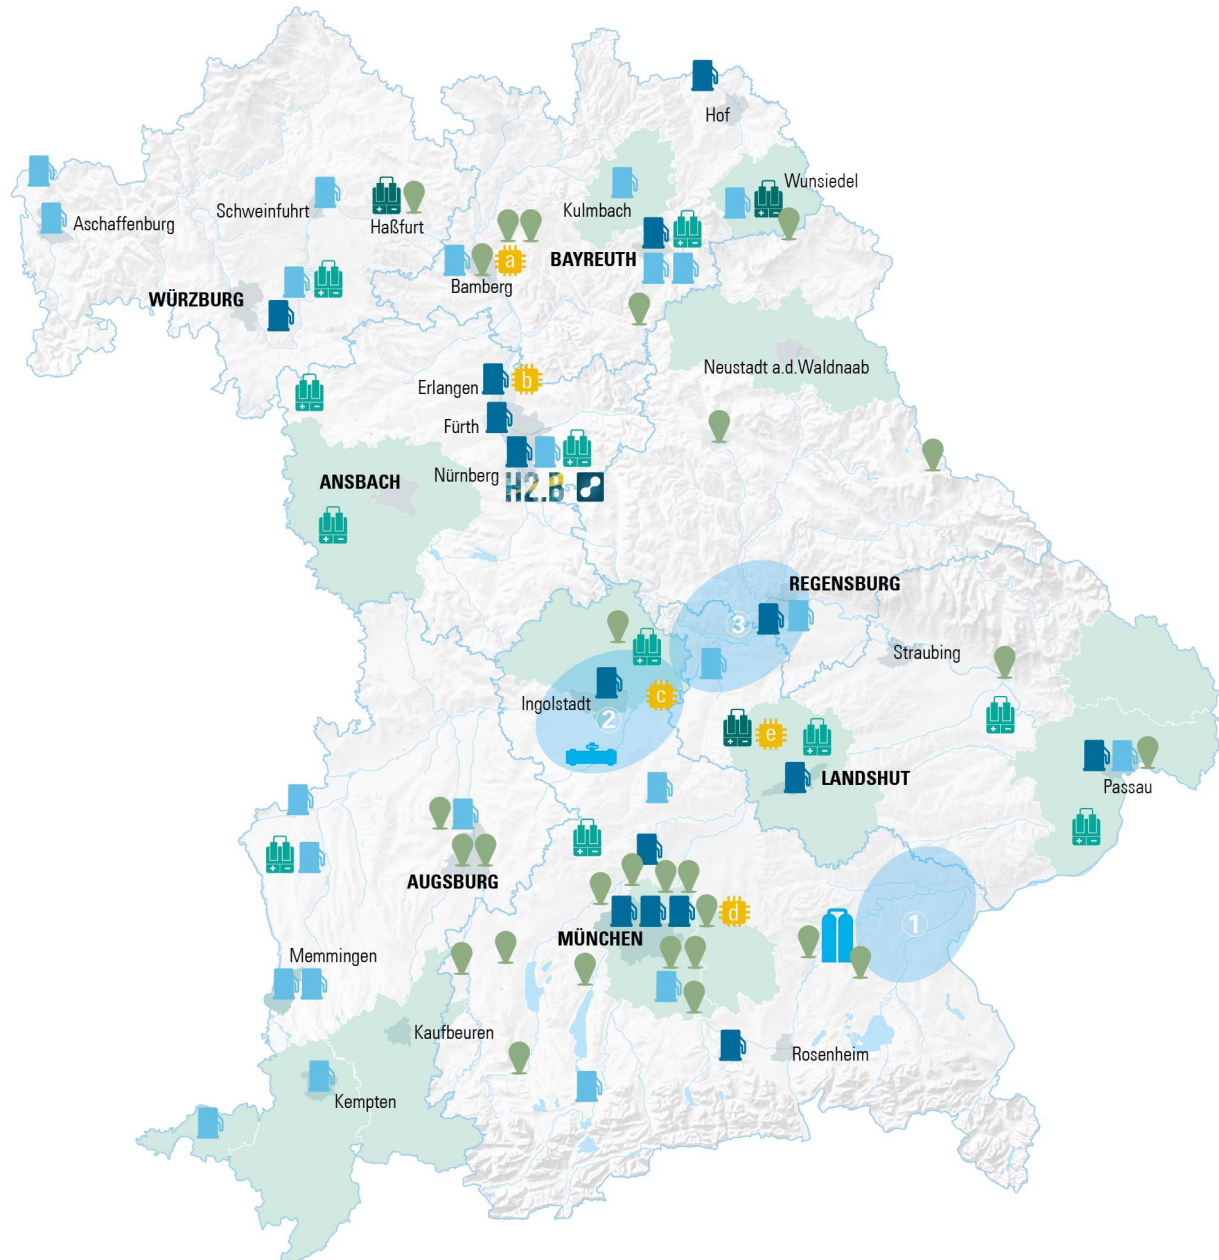 Hof
Wunsiedel
Kulmbach
Schweinfuhrt
Haßfurt
Aschaffenburg
BAYREUTH
a
Bamberg
WÜRZBURG
Neustadt a.d.Waldnaab
Erlangen
b
Fürth
Nürnberg
H2.B
ANSBACH
REGENSBURG
3
Straubing
Ingolstadt
c
2
e
LANDSHUT
Passau
AUGSBURG
d
1
MÜNCHEN
Memmingen
Kaufbeuren
Rosenheim
Kempten